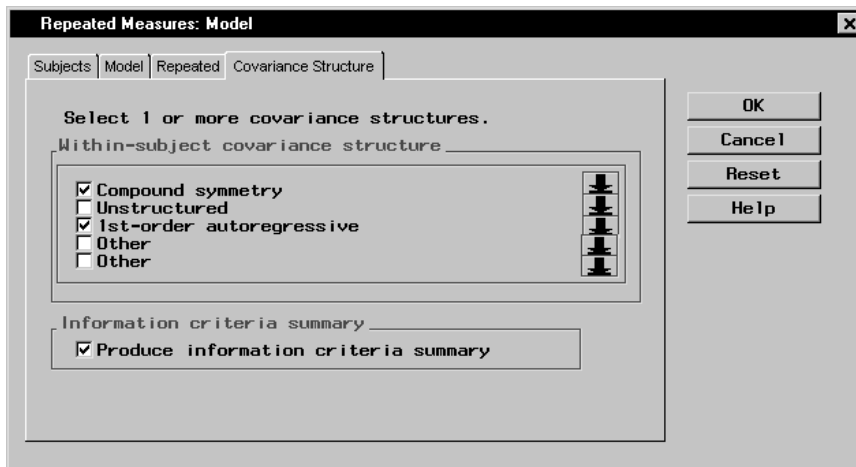 Repeated Measures: Model
Subjects Model Repeated Covariance Structure
Select 1 or more covariance structures.
Within-subject covariance structure
Compound symmetry
Unstructured
1st-order autoregressive
Other
Other
Information criteria summary
Produce information criteria summary
OK
Cancel
Reset
Help